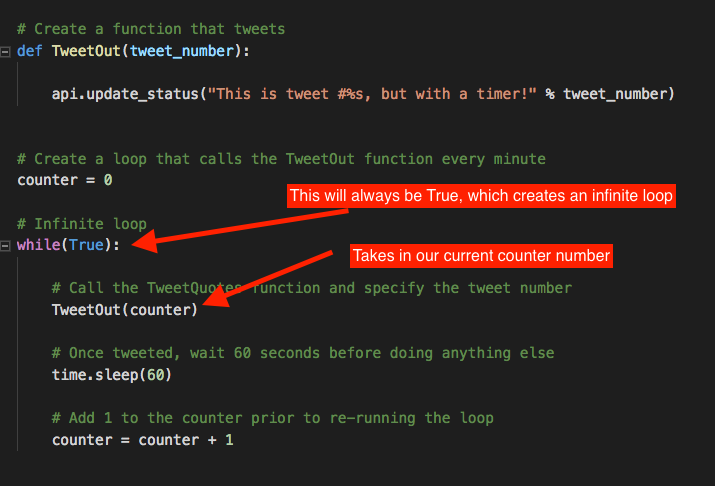 # Create a function that tweets
def TweetOut(tweet_number):
api.update_status("This is tweet #%s, but with a timer!" % tweet_number)
# Create a loop that calls the TweetOut function every minute
counter = 0
This will always be True, which creates an infinite loop
# Infinite loop
while(True):
Takes in our current counter number
# Call the TweetQuotes function and specify the tweet number
TweetOut(counter)
# Once tweeted, wait 60 seconds before doing anything else
time.sleep(60)
# Add 1 to the counter prior to re-running the loop
counter = counter + 1